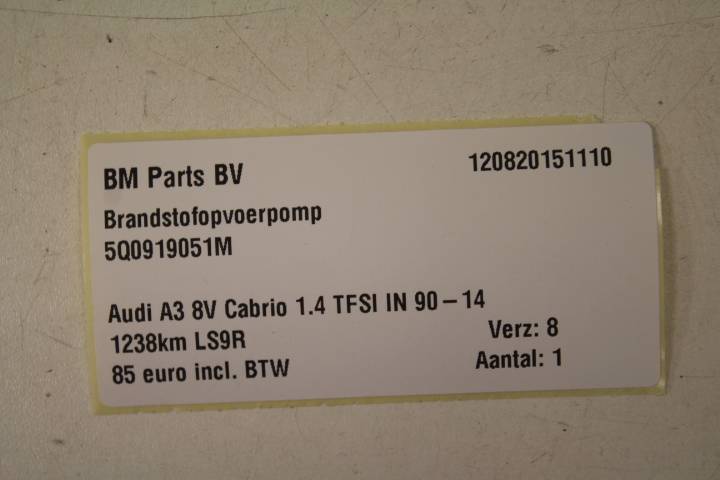 BM Parts BV 120820151110
Brandstofopvoerpomp
5Q0919051M
Audi A3 8V Cabrio 1.4 TFSI IN 90-14
1238km LS9R Verz: 8
85 euro incl. BTW Aantal: 1